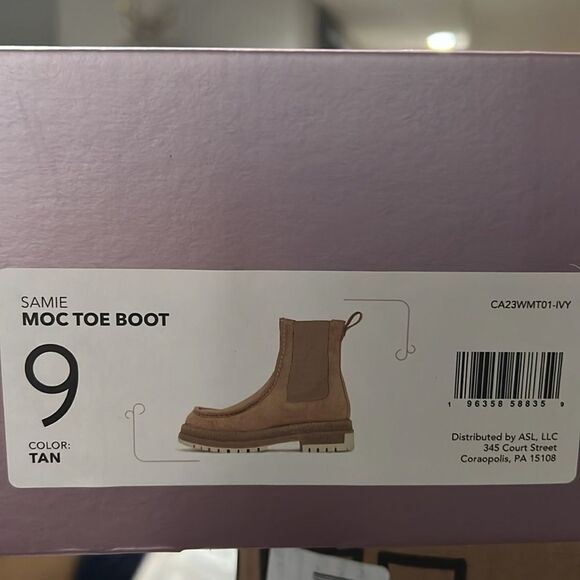 SAMIE
MOC TOE BOOT
9
COLOR:
TAN
CA23WMT01-IVY
1 96358 58835 9
Distributed by ASL, LLC
345 Court Street
Coraopolis, PA 15108